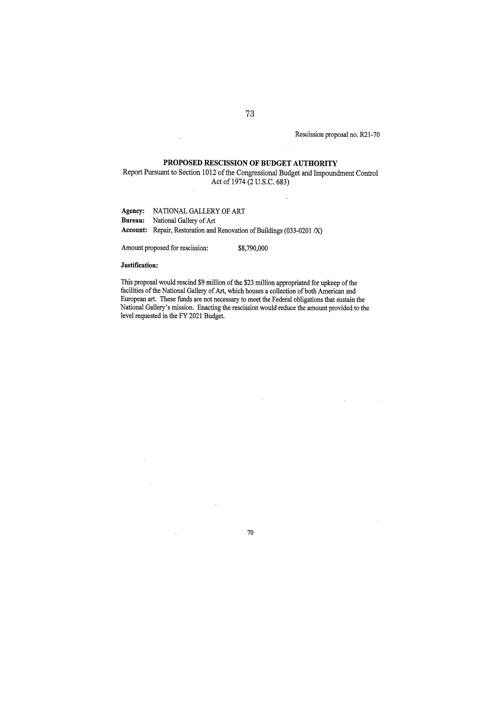 73
Rescission proposal no. R21-70
PROPOSED RESCISSION OF BUDGET AUTHORITY
Report Pursuant to Section 1012 of the Congressional Budget and Impoundment Control
Act of 1974 (2 U.S.C. 683)
Agency: NATIONAL GALLERY OF ART
Bureau: National Gallery of Art
Account: Repair, Restoration and Renovation of Buildings (033-0201 /X)
Amount proposed for rescission: $8,790,000
Justification:
This proposal would rescind $9 million of the $23 million appropriated for upkeep of the
facilities of the National Gallery of Art, which houses a collection of both American and
European art. These funds are not necessary to meet the Federal obligations that sustain the
National Gallery's mission. Enacting the rescission would reduce the amount provided to the
level requested in the FY 2021 Budget.
70